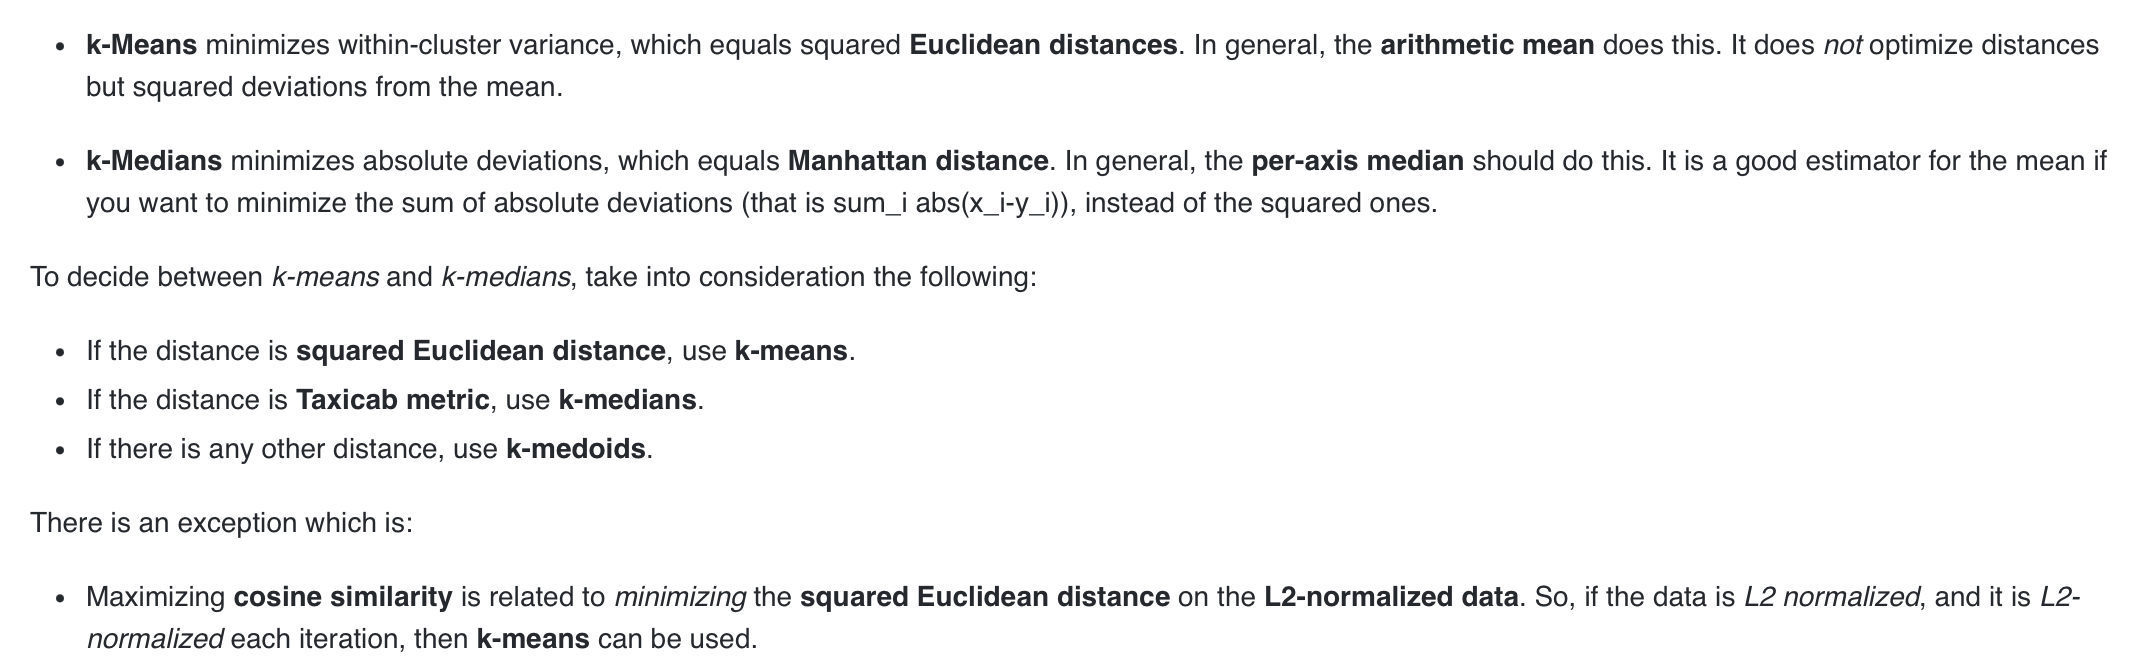 • k-Means minimizes within-cluster variance, which equals squared Euclidean distances. In general, the arithmetic mean does this. It does not optimize distances
but squared deviations from the mean.
• k-Medians minimizes absolute deviations, which equals Manhattan distance. In general, the per-axis median should do this. It is a good estimator for the mean if
you want to minimize the sum of absolute deviations (that is sum_i abs(x_i-y_i)), instead of the squared ones.
To decide between k-means and k-medians, take into consideration the following:
• If the distance is squared Euclidean distance, use k-means.
• If the distance is Taxicab metric, use k-medians.
• If there is any other distance, use k-medoids.
There is an exception which is:
• Maximizing cosine similarity is related to minimizing the squared Euclidean distance on the L2-normalized data. So, if the data is L2 normalized, and it is L2-
normalized each iteration, then k-means can be used.